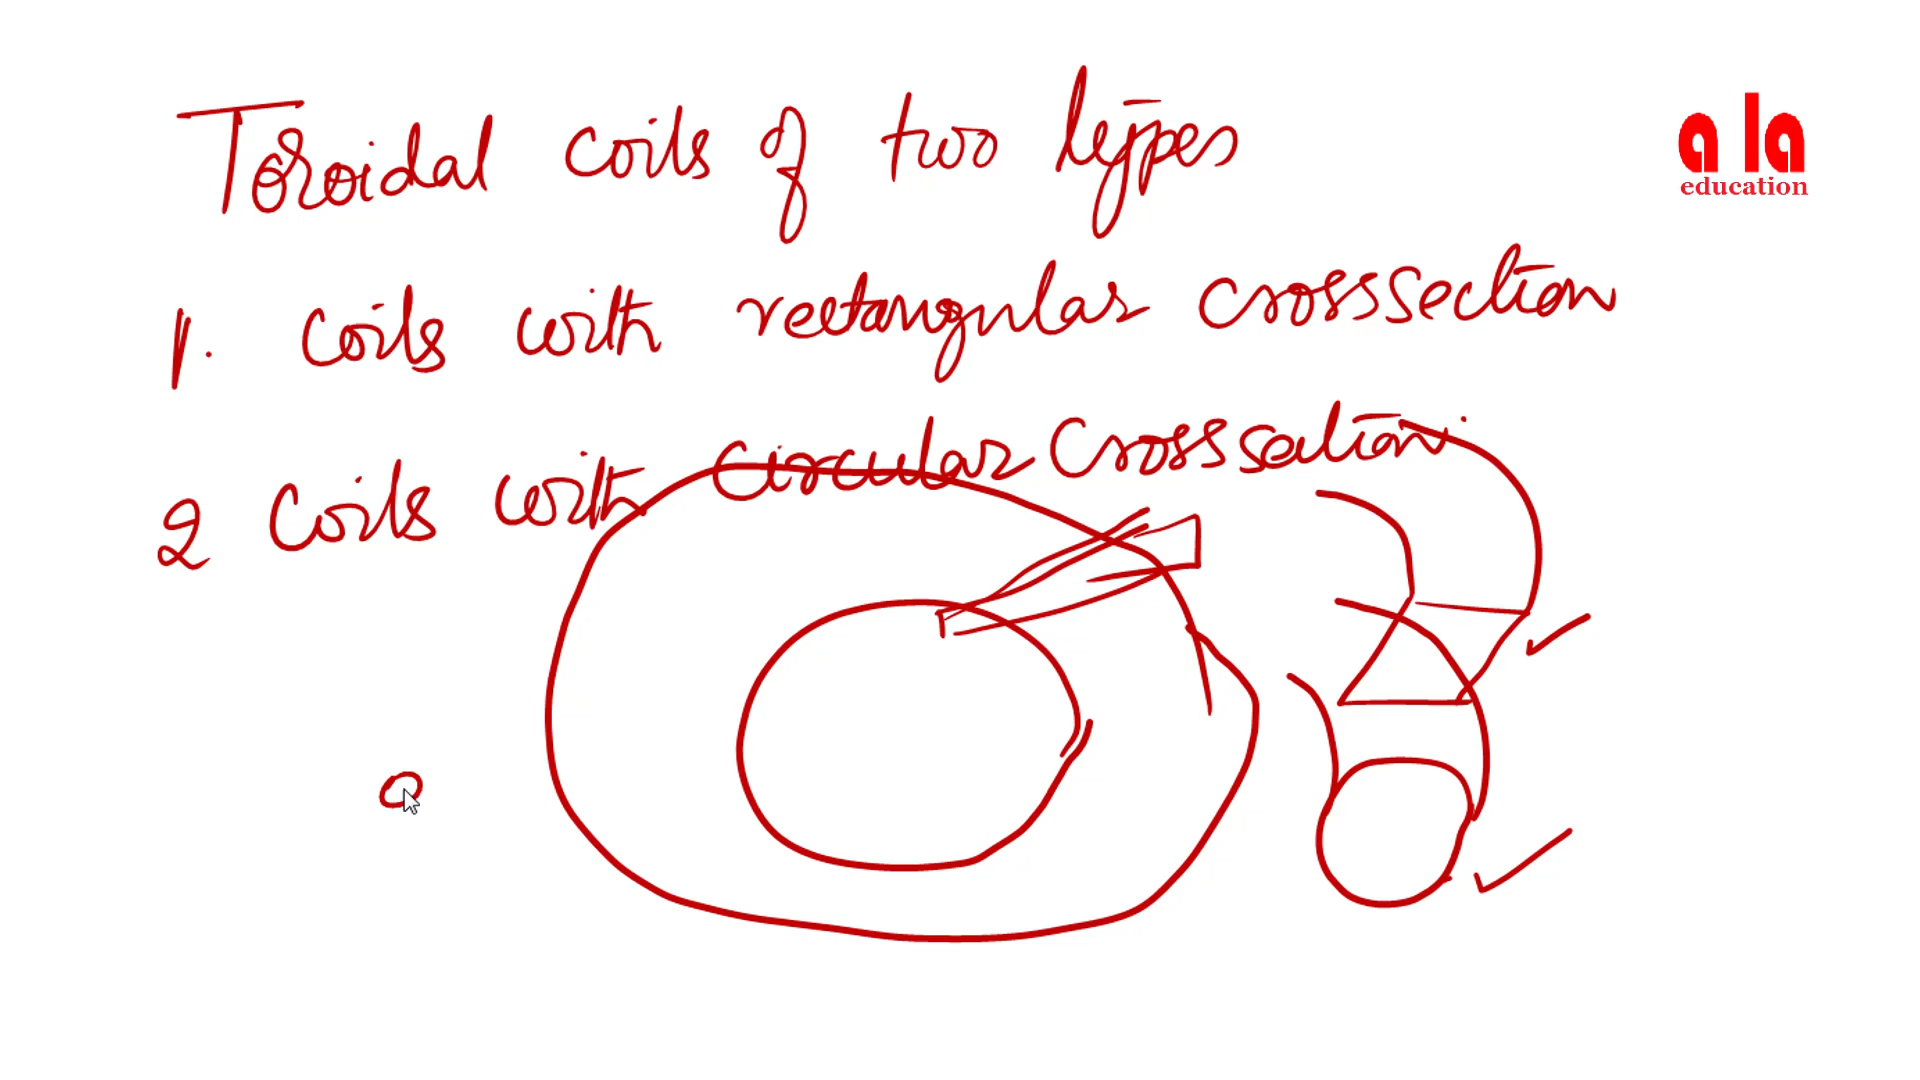 Toroidal coils of two types
a la
education
1. Coils with rectangular crosssection
2 Coils with circular Crosssection.